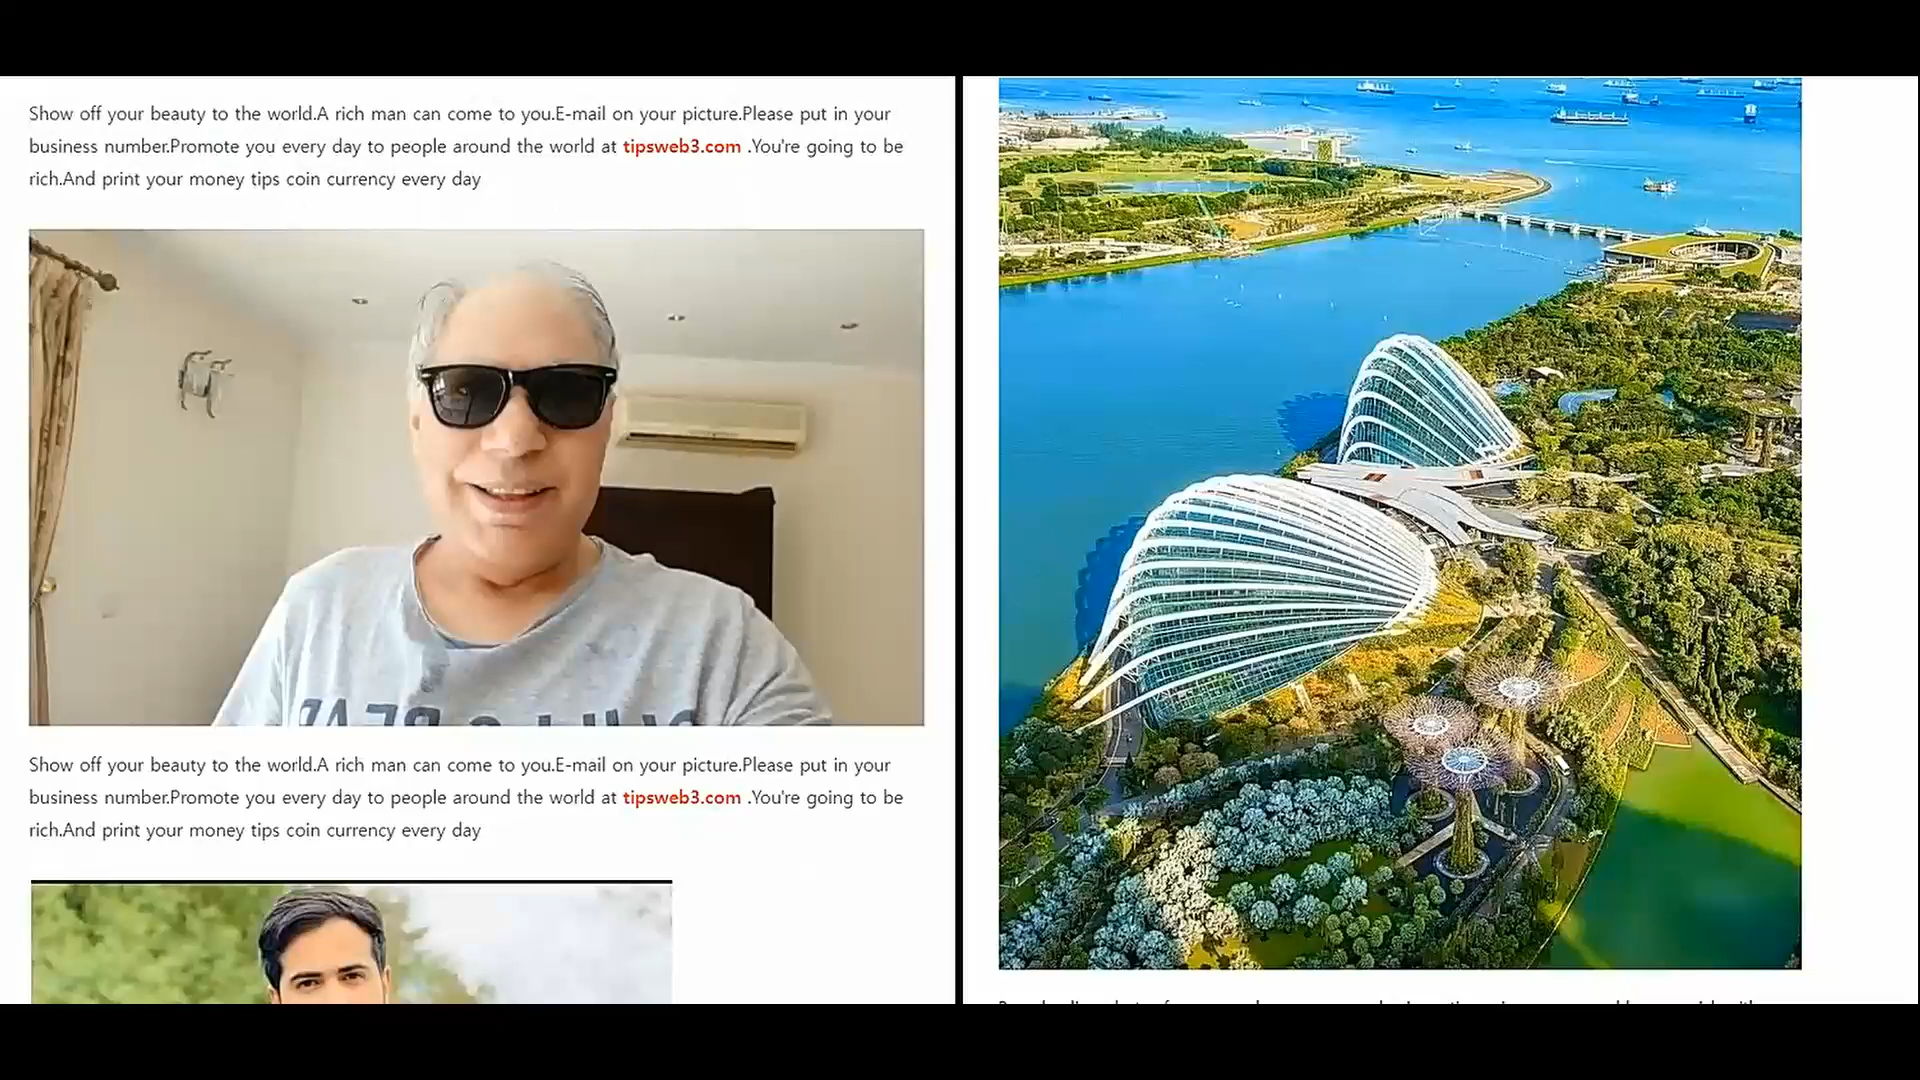 Show off your beauty to the world.A rich man can come to you.E-mail on your picture.Please put in your
business number.Promote you every day to people around the world at tipsweb3.com .You're going to be
rich.And print your money tips coin currency every day
Show off your beauty to the world.A rich man can come to you.E-mail on your picture.Please put in your
business number.Promote you every day to people around the world at tipsweb3.com .You're going to be
rich.And print your money tips coin currency every day